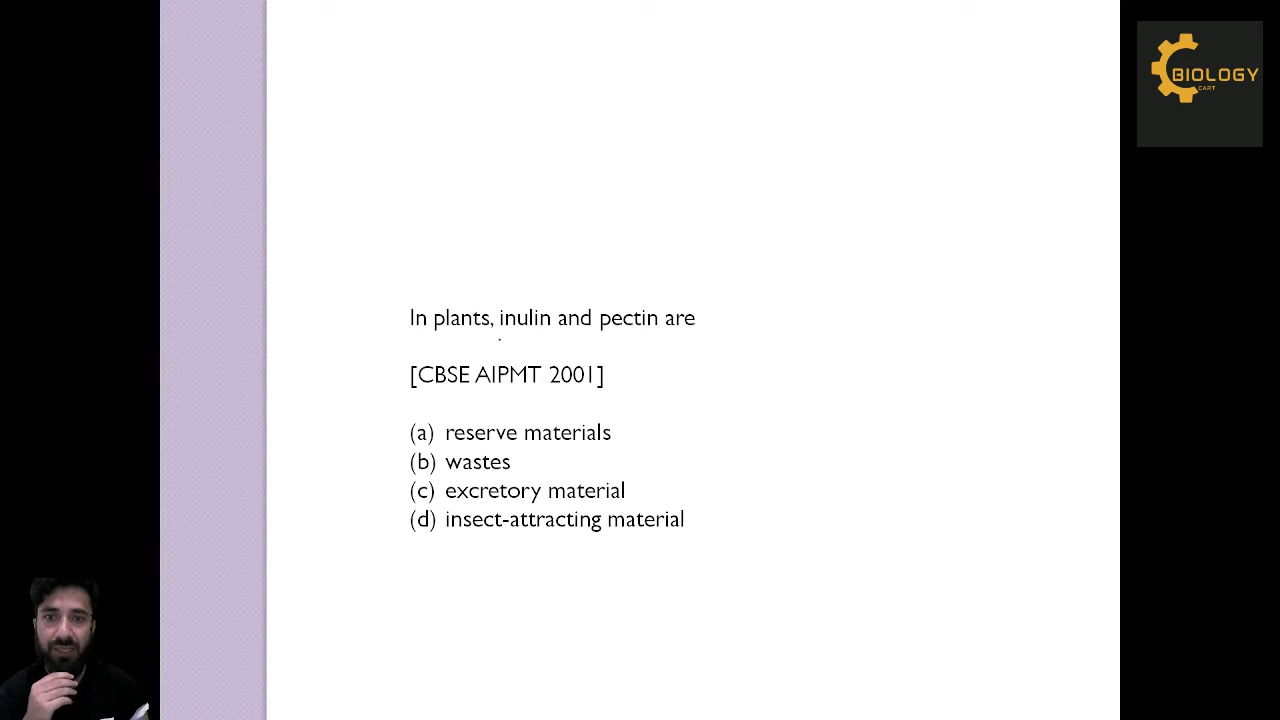 BIOLOGY
CART
In plants, inulin and pectin are
[CBSE AIPMT 2001]
(a) reserve materials
(b) wastes
(c) excretory material
(d) insect-attracting material